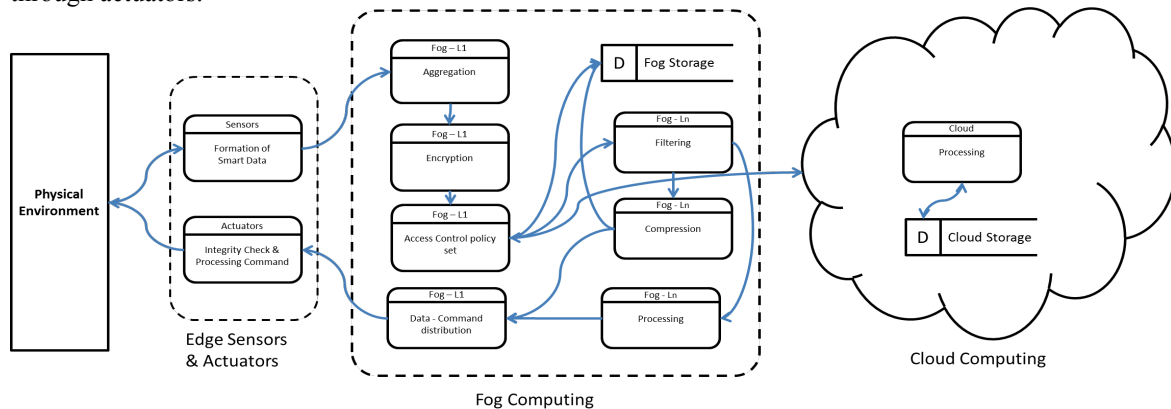 through actuators.
Physical
Environment
Sensors
Formation of
Smart Data
Actuators
Integrity Check &
Processing Command
Edge Sensors
& Actuators
Fog – L1
Aggregation
Fog – L1
Encryption
Fog – L1
Access Control policy
set
Fog – L1
Data - Command
distribution
D Fog Storage
Fog - Ln
Filtering
Fog - Ln
Compression
Fog - Ln
Processing
Fog Computing
Cloud
Processing
D Cloud Storage
Cloud Computing